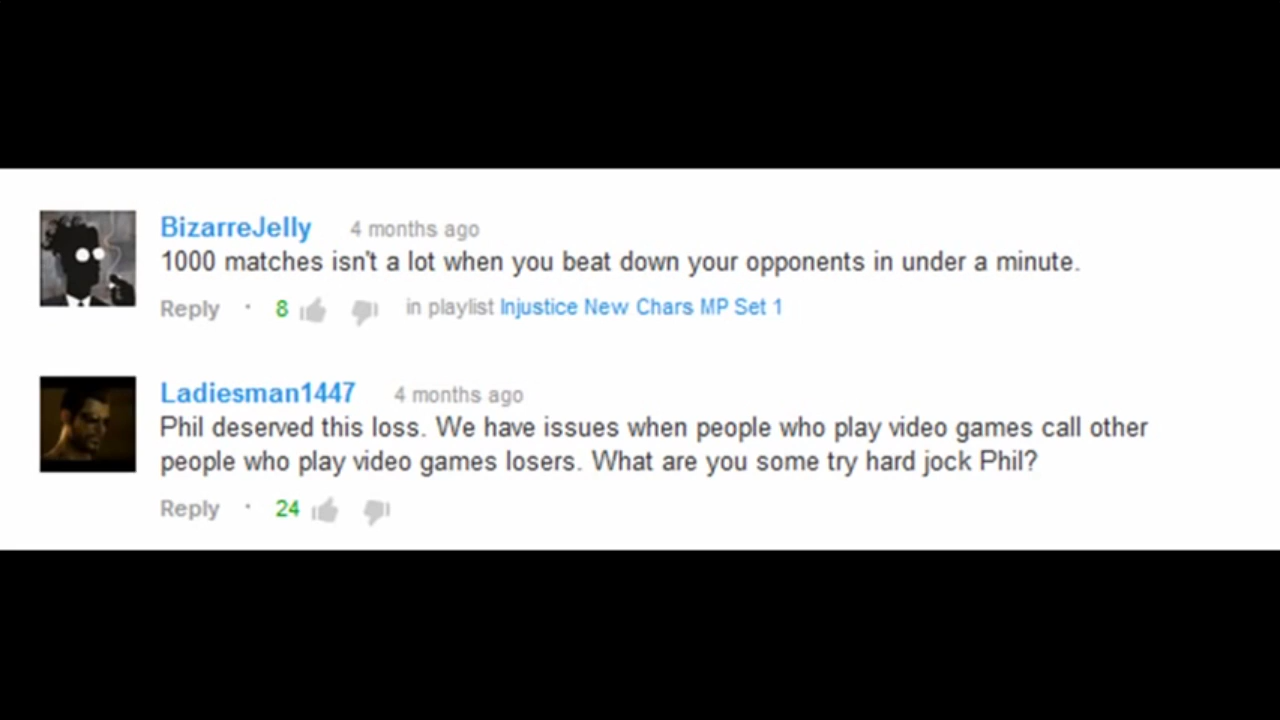 BizarreJelly 4 months ago
1000 matches isn't a lot when you beat down your opponents in under a minute.
Reply · 8 in playlist Injustice New Chars MP Set 1
Ladiesman1447 4 months ago
Phil deserved this loss. We have issues when people who play video games call other
people who play video games losers. What are you some try hard jock Phil?
Reply · 24